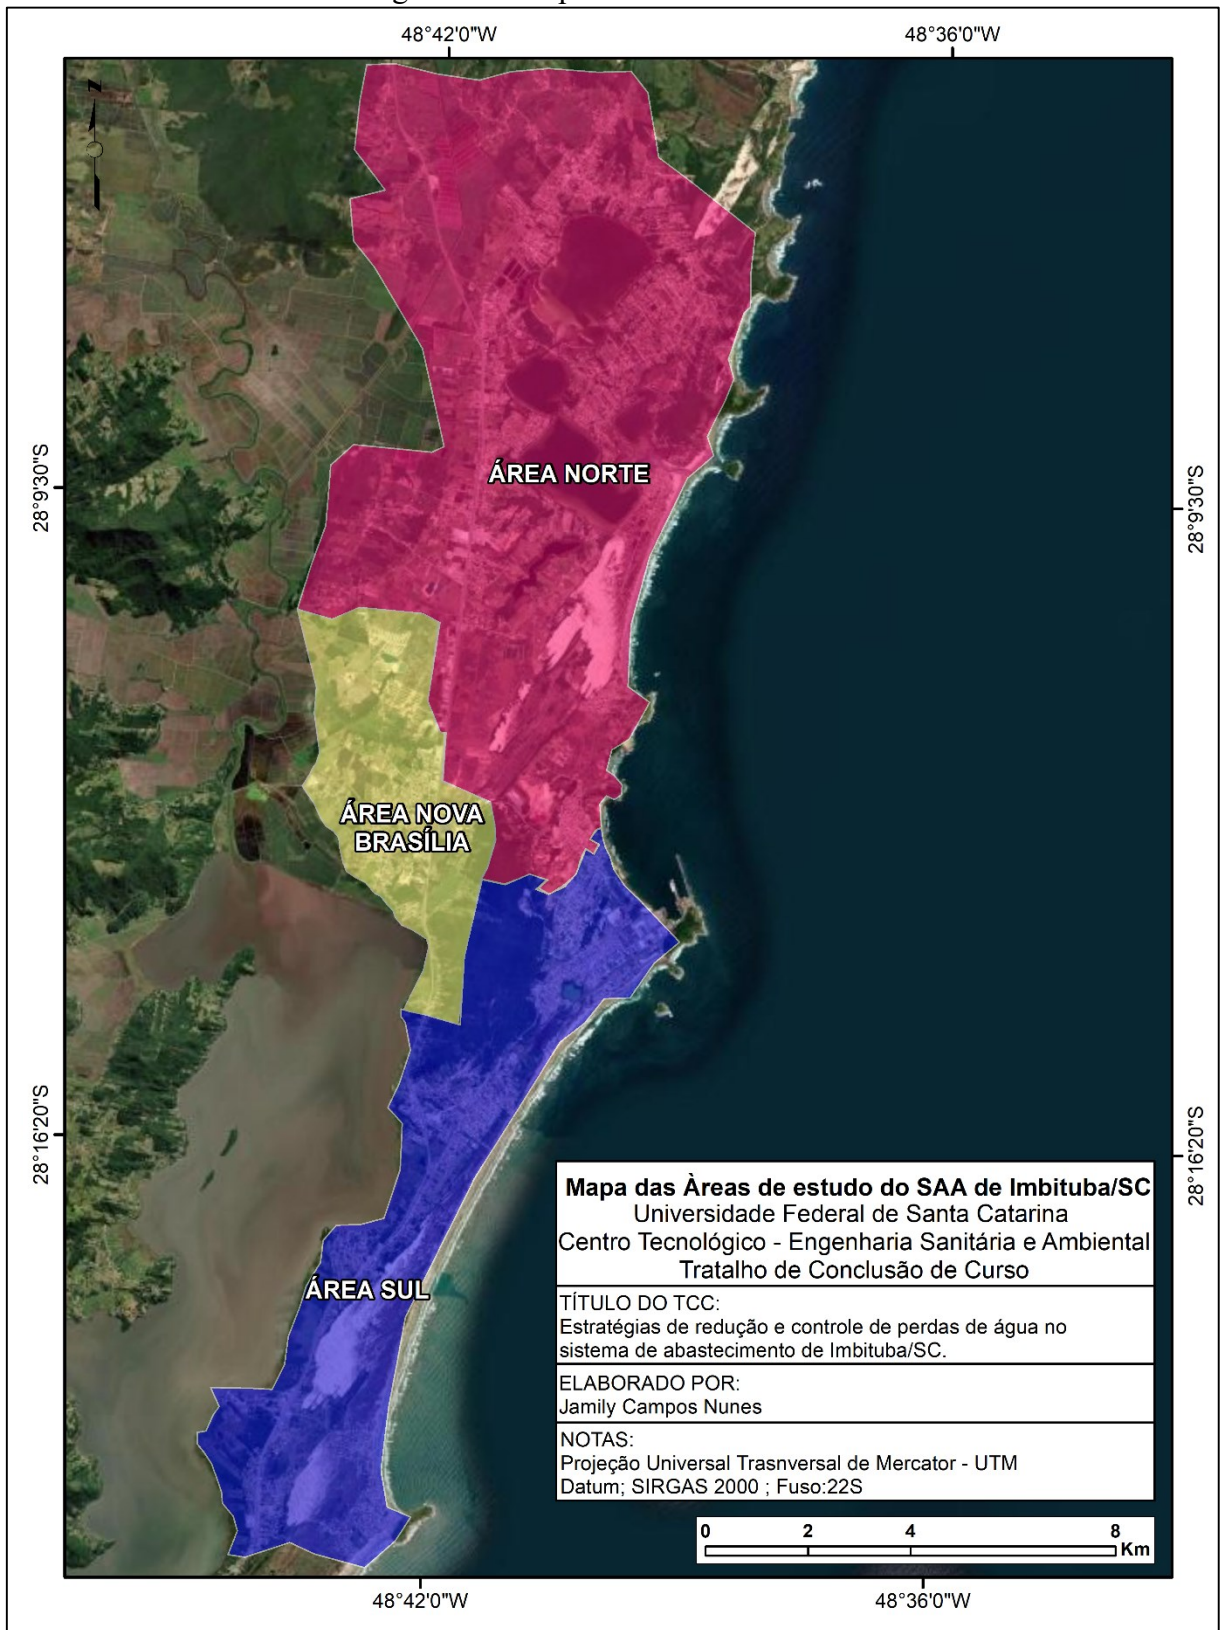 48°42'0"W
48°36'0"W
N
28°9'30"S
28°9'30"S
ÁREA NORTE
ÁREA NOVA
BRASÍLIA
28°16'20"S
28°16'20"S
ÁREA SUL
Mapa das Àreas de estudo do SAA de Imbituba/SC
Universidade Federal de Santa Catarina
Centro Tecnológico - Engenharia Sanitária e Ambiental
Tratalho de Conclusão de Curso
TÍTULO DO TCC:
Estratégias de redução e controle de perdas de água no
sistema de abastecimento de Imbituba/SC.
ELABORADO POR:
Jamily Campos Nunes
NOTAS:
Projeção Universal Trasnversal de Mercator - UTM
Datum; SIRGAS 2000 ; Fuso:22S
0 2 4 8
Km
48°42'0"W
48°36'0"W